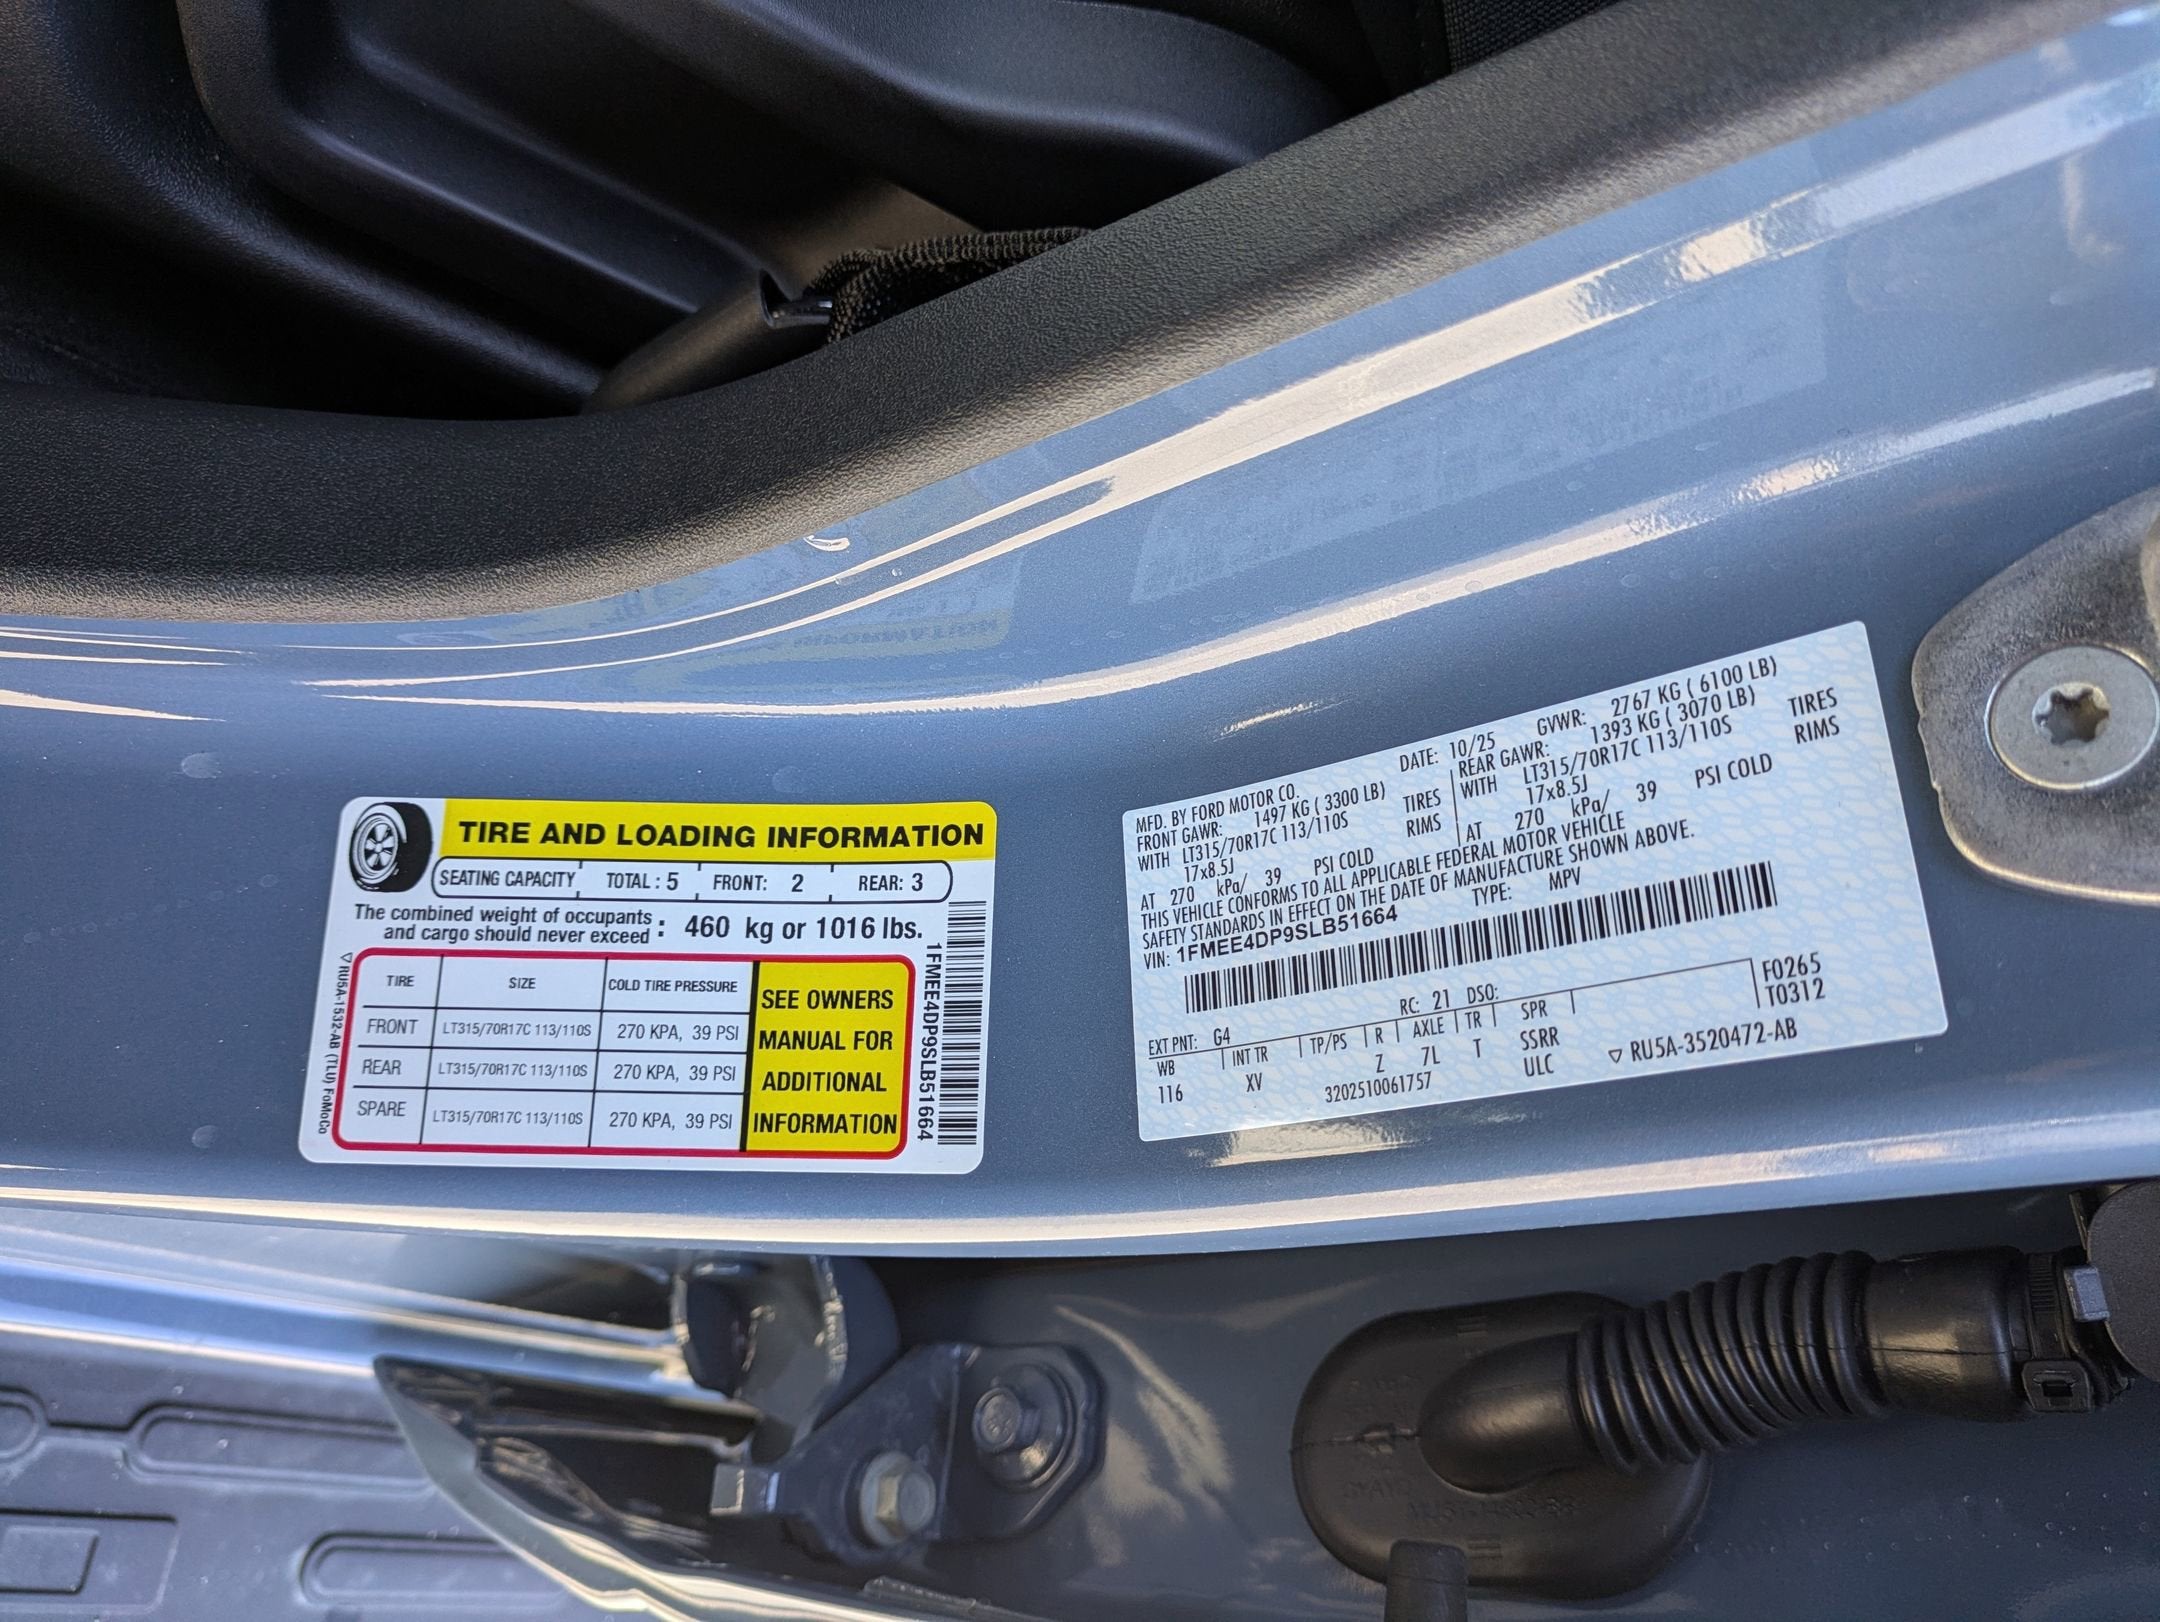 TIRE AND LOADING INFORMATION
SEATING CAPACITY TOTAL : 5 FRONT: 2 REAR: 3
The combined weight of occupants
and cargo should never exceed : 460 kg or 1016 lbs.
TIRE SIZE COLD TIRE PRESSURE
FRONT LT315/70R17C 113/110S 270 KPA, 39 PSI
REAR LT315/70R17C 113/110S 270 KPA, 39 PSI
SPARE LT315/70R17C 113/110S 270 KPA, 39 PSI
SEE OWNERS
MANUAL FOR
ADDITIONAL
INFORMATION
1FMEE4DP9SLB51664
RU5A-1532-AB (TLU) FoMoCo
MFD. BY FORD MOTOR CO.
DATE: 10/25 GVWR: 2767 KG ( 6100 LB)
FRONT GAWR: 1497 KG ( 3300 LB) REAR GAWR: 1393 KG ( 3070 LB)
WITH LT315/70R17C 113/110S TIRES WITH LT315/70R17C 113/110S TIRES
17x8.5J RIMS 17x8.5J RIMS
AT 270 kPa/ 39 PSI COLD AT 270 kPa/ 39 PSI COLD
THIS VEHICLE CONFORMS TO ALL APPLICABLE FEDERAL MOTOR VEHICLE
SAFETY STANDARDS IN EFFECT ON THE DATE OF MANUFACTURE SHOWN ABOVE.
VIN: 1FMEE4DP9SLB51664 TYPE: MPV
F0265
T0312
EXT PNT: G4 RC: 21 DSO:
WB INT TR TP/PS R AXLE TR SPR
116 XV Z 7L T SSRR
ULC
3202510061757
RU5A-3520472-AB